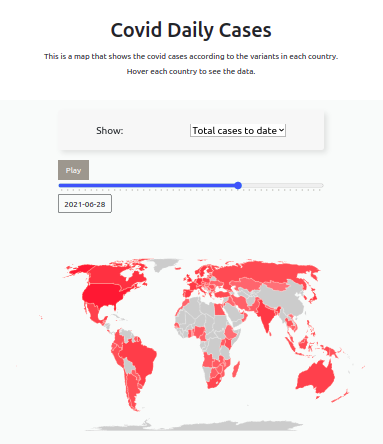 Covid Daily Cases
This is a map that shows the covid cases according to the variants in each country.
Hover each country to see the data.
Show: Total cases to date
Play
2021-06-28